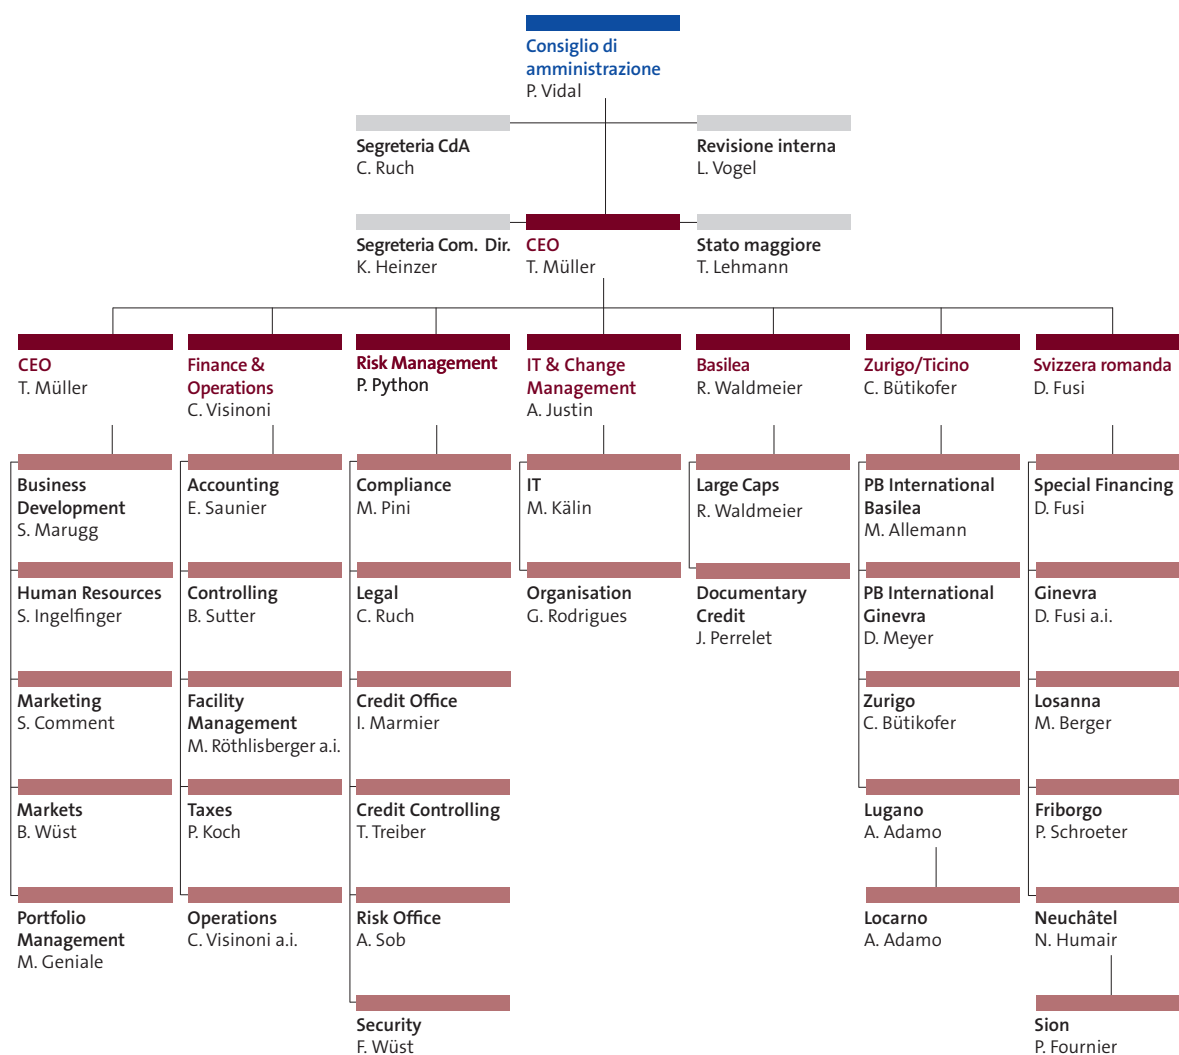 Consiglio di
amministrazione
P. Vidal
Segreteria CdA
C. Ruch
Revisione interna
L. Vogel
Segreteria Com. Dir.
K. Heinzer
CEO
T. Müller
Stato maggiore
T. Lehmann
CEO
T. Müller
Finance &
Operations
C. Visinoni
Risk Management
P. Python
IT & Change
Management
A. Justin
Basilea
R. Waldmeier
Zurigo/Ticino
C. Bütikofer
Svizzera romanda
D. Fusi
Business
Development
S. Marugg
Human Resources
S. Ingelfinger
Marketing
S. Comment
Markets
B. Wüst
Portfolio
Management
M. Geniale
Accounting
E. Saunier
Controlling
B. Sutter
Facility
Management
M. Röthlisberger a.i.
Taxes
P. Koch
Operations
C. Visinoni a.i.
Compliance
M. Pini
Legal
C. Ruch
Credit Office
I. Marmier
Credit Controlling
T. Treiber
Risk Office
A. Sob
Security
F. Wüst
IT
M. Kälin
Organisation
G. Rodrigues
Large Caps
R. Waldmeier
Documentary
Credit
J. Perrelet
PB International
Basilea
M. Allemann
PB International
Ginevra
D. Meyer
Zurigo
C. Bütikofer
Lugano
A. Adamo
Locarno
A. Adamo
Special Financing
D. Fusi
Ginevra
D. Fusi a.i.
Losanna
M. Berger
Friborgo
P. Schroeter
Neuchâtel
N. Humair
Sion
P. Fournier